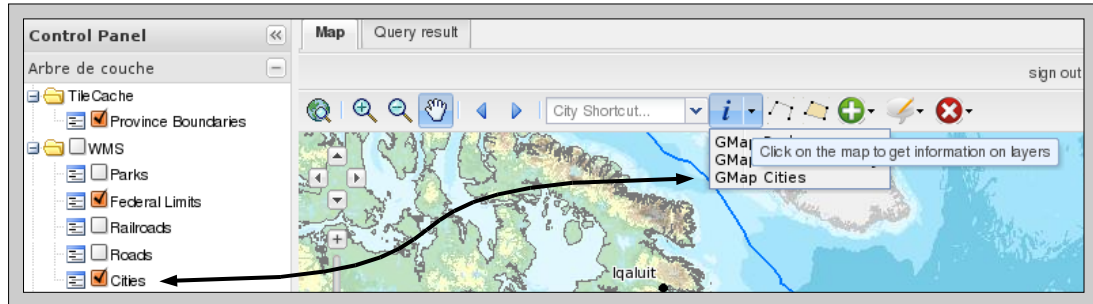 Control Panel
Map
Query result
Arbre de couche
sign out
TileCache
Province Boundaries
WMS
Parks
Federal Limits
Railroads
Roads
Cities
City Shortcut...
i
GMap
Click on the map to get information on layers
GMap
GMap Cities
Iqaluit